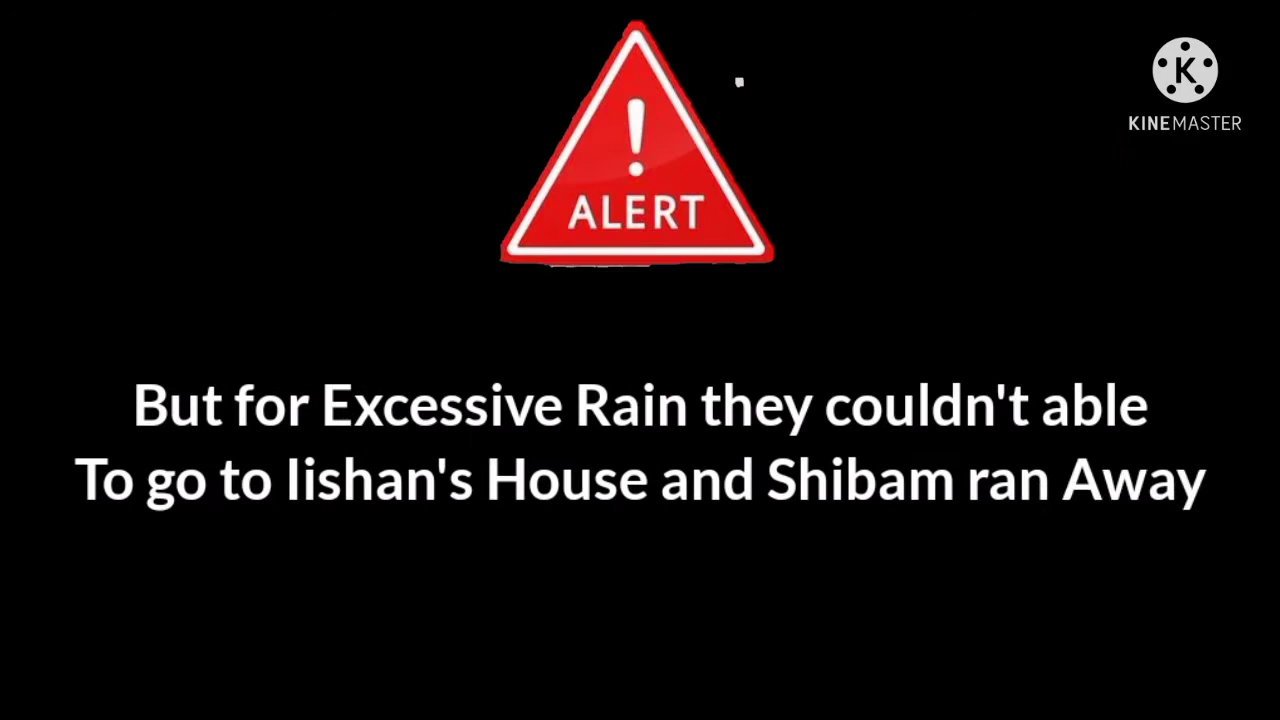 ALERT
KINEMASTER
But for Excessive Rain they couldn't able
To go to Iishan's House and Shibam ran Away